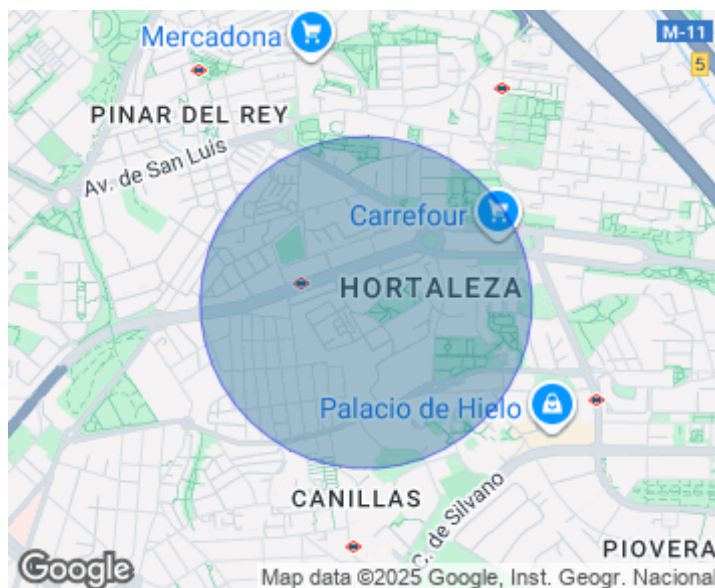 Mercadona
M-11
5
PINAR DEL REY
Av. de San Luis
Carrefour
HORTALEZA
Palacio de Hielo
CANILLAS
C. de Silvano
PIOVERA
Google
Map data ©2025 Google, Inst. Geogr. Nacional